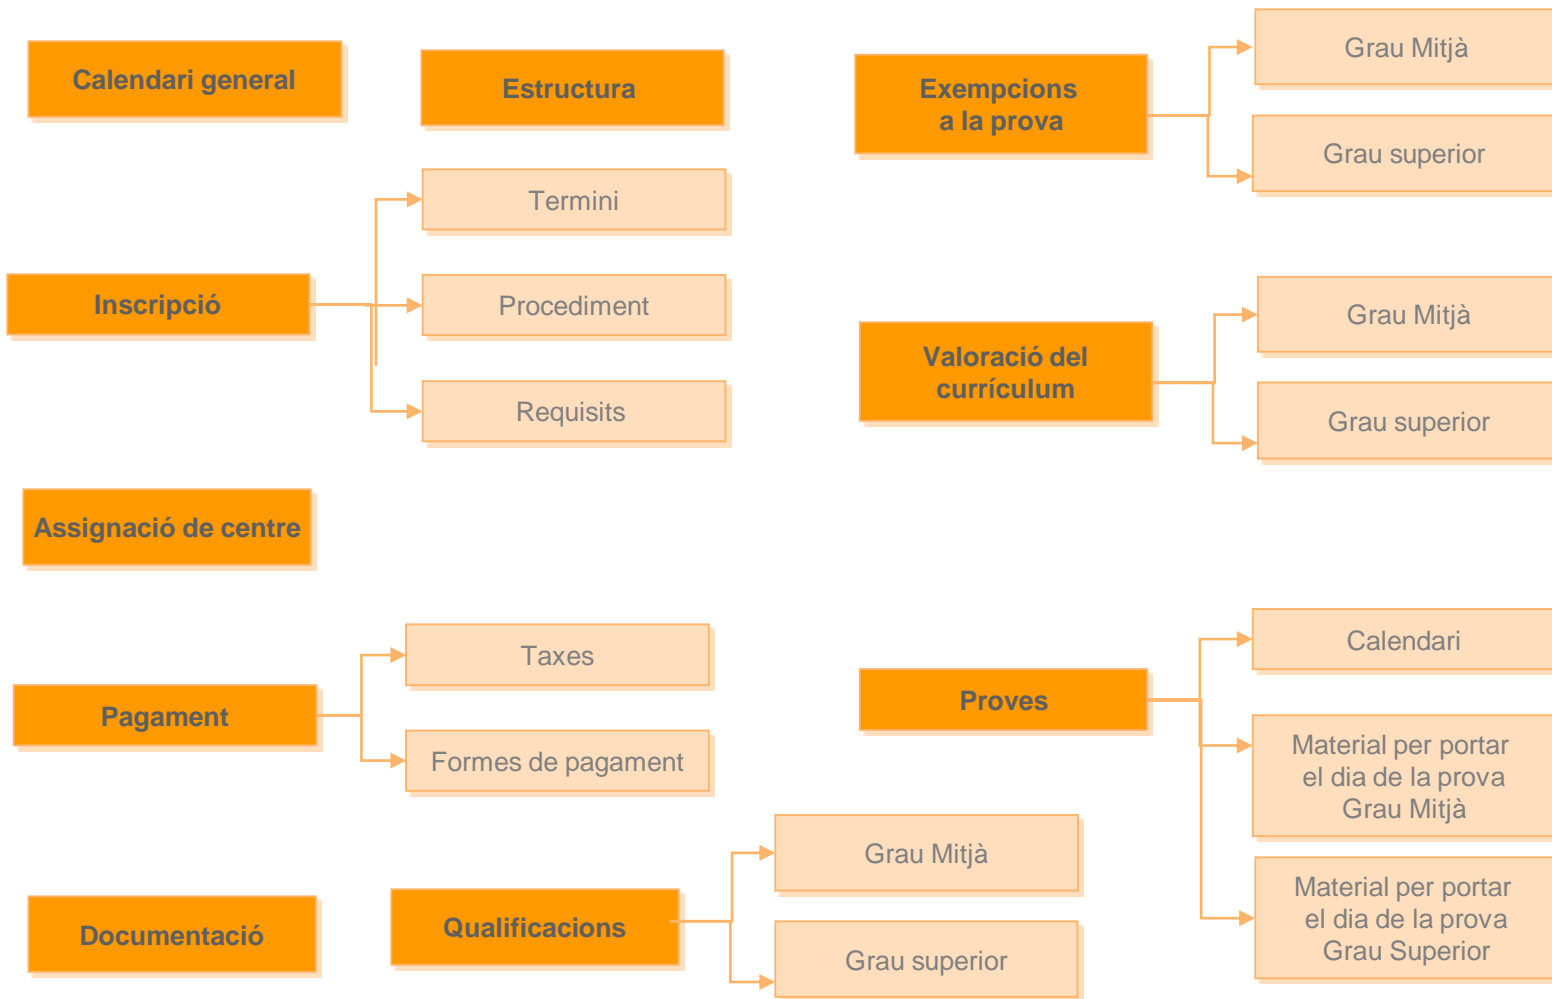 Calendari general
Estructura
Termini
Inscripció
Procediment
Requisits
Assignació de centre
Taxes
Pagament
Formes de pagament
Documentació
Qualificacions
Grau Mitjà
Grau superior
Exempcions
a la prova
Grau Mitjà
Grau superior
Valoració del
currículum
Grau Mitjà
Grau superior
Proves
Calendari
Material per portar
el dia de la prova
Grau Mitjà
Material per portar
el dia de la prova
Grau Superior